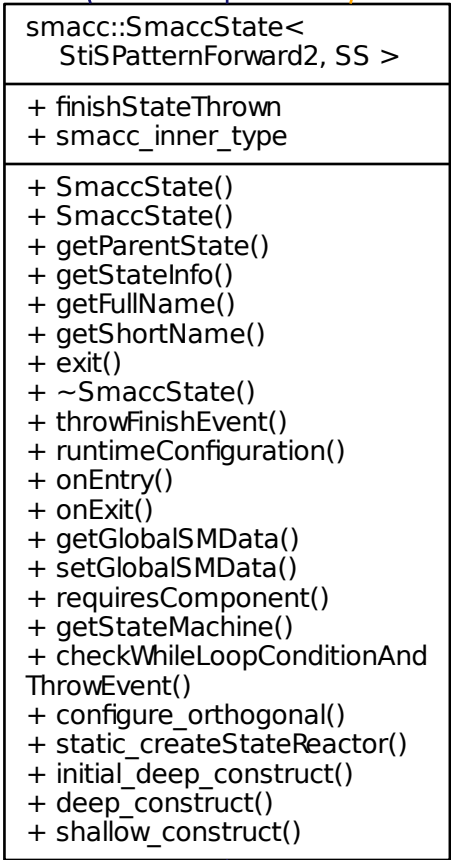 smacc::SmaccState<
StiSPatternForward2, SS >
+ finishStateThrown
+ smacc_inner_type
+ SmaccState()
+ SmaccState()
+ getParentState()
+ getStateInfo()
+ getFullName()
+ getShortName()
+ exit()
+ ~SmaccState()
+ throwFinishEvent()
+ runtimeConfiguration()
+ onEntry()
+ onExit()
+ getGlobalSMData()
+ setGlobalSMData()
+ requiresComponent()
+ getStateMachine()
+ checkWhileLoopConditionAnd
ThrowEvent()
+ configure_orthogonal()
+ static_createStateReactor()
+ initial_deep_construct()
+ deep_construct()
+ shallow_construct()